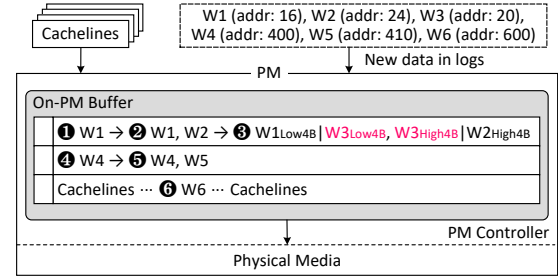 Cachelines
W1 (addr: 16), W2 (addr: 24), W3 (addr: 20),
W4 (addr: 400), W5 (addr: 410), W6 (addr: 600)
PM
New data in logs
On-PM Buffer
❶ W1 → ❷ W1, W2 → ❸ W1Low4B|W3Low4B, W3High4B|W2High4B
❹ W4 → ❺ W4, W5
Cachelines ··· ❻ W6 ··· Cachelines
PM Controller
Physical Media